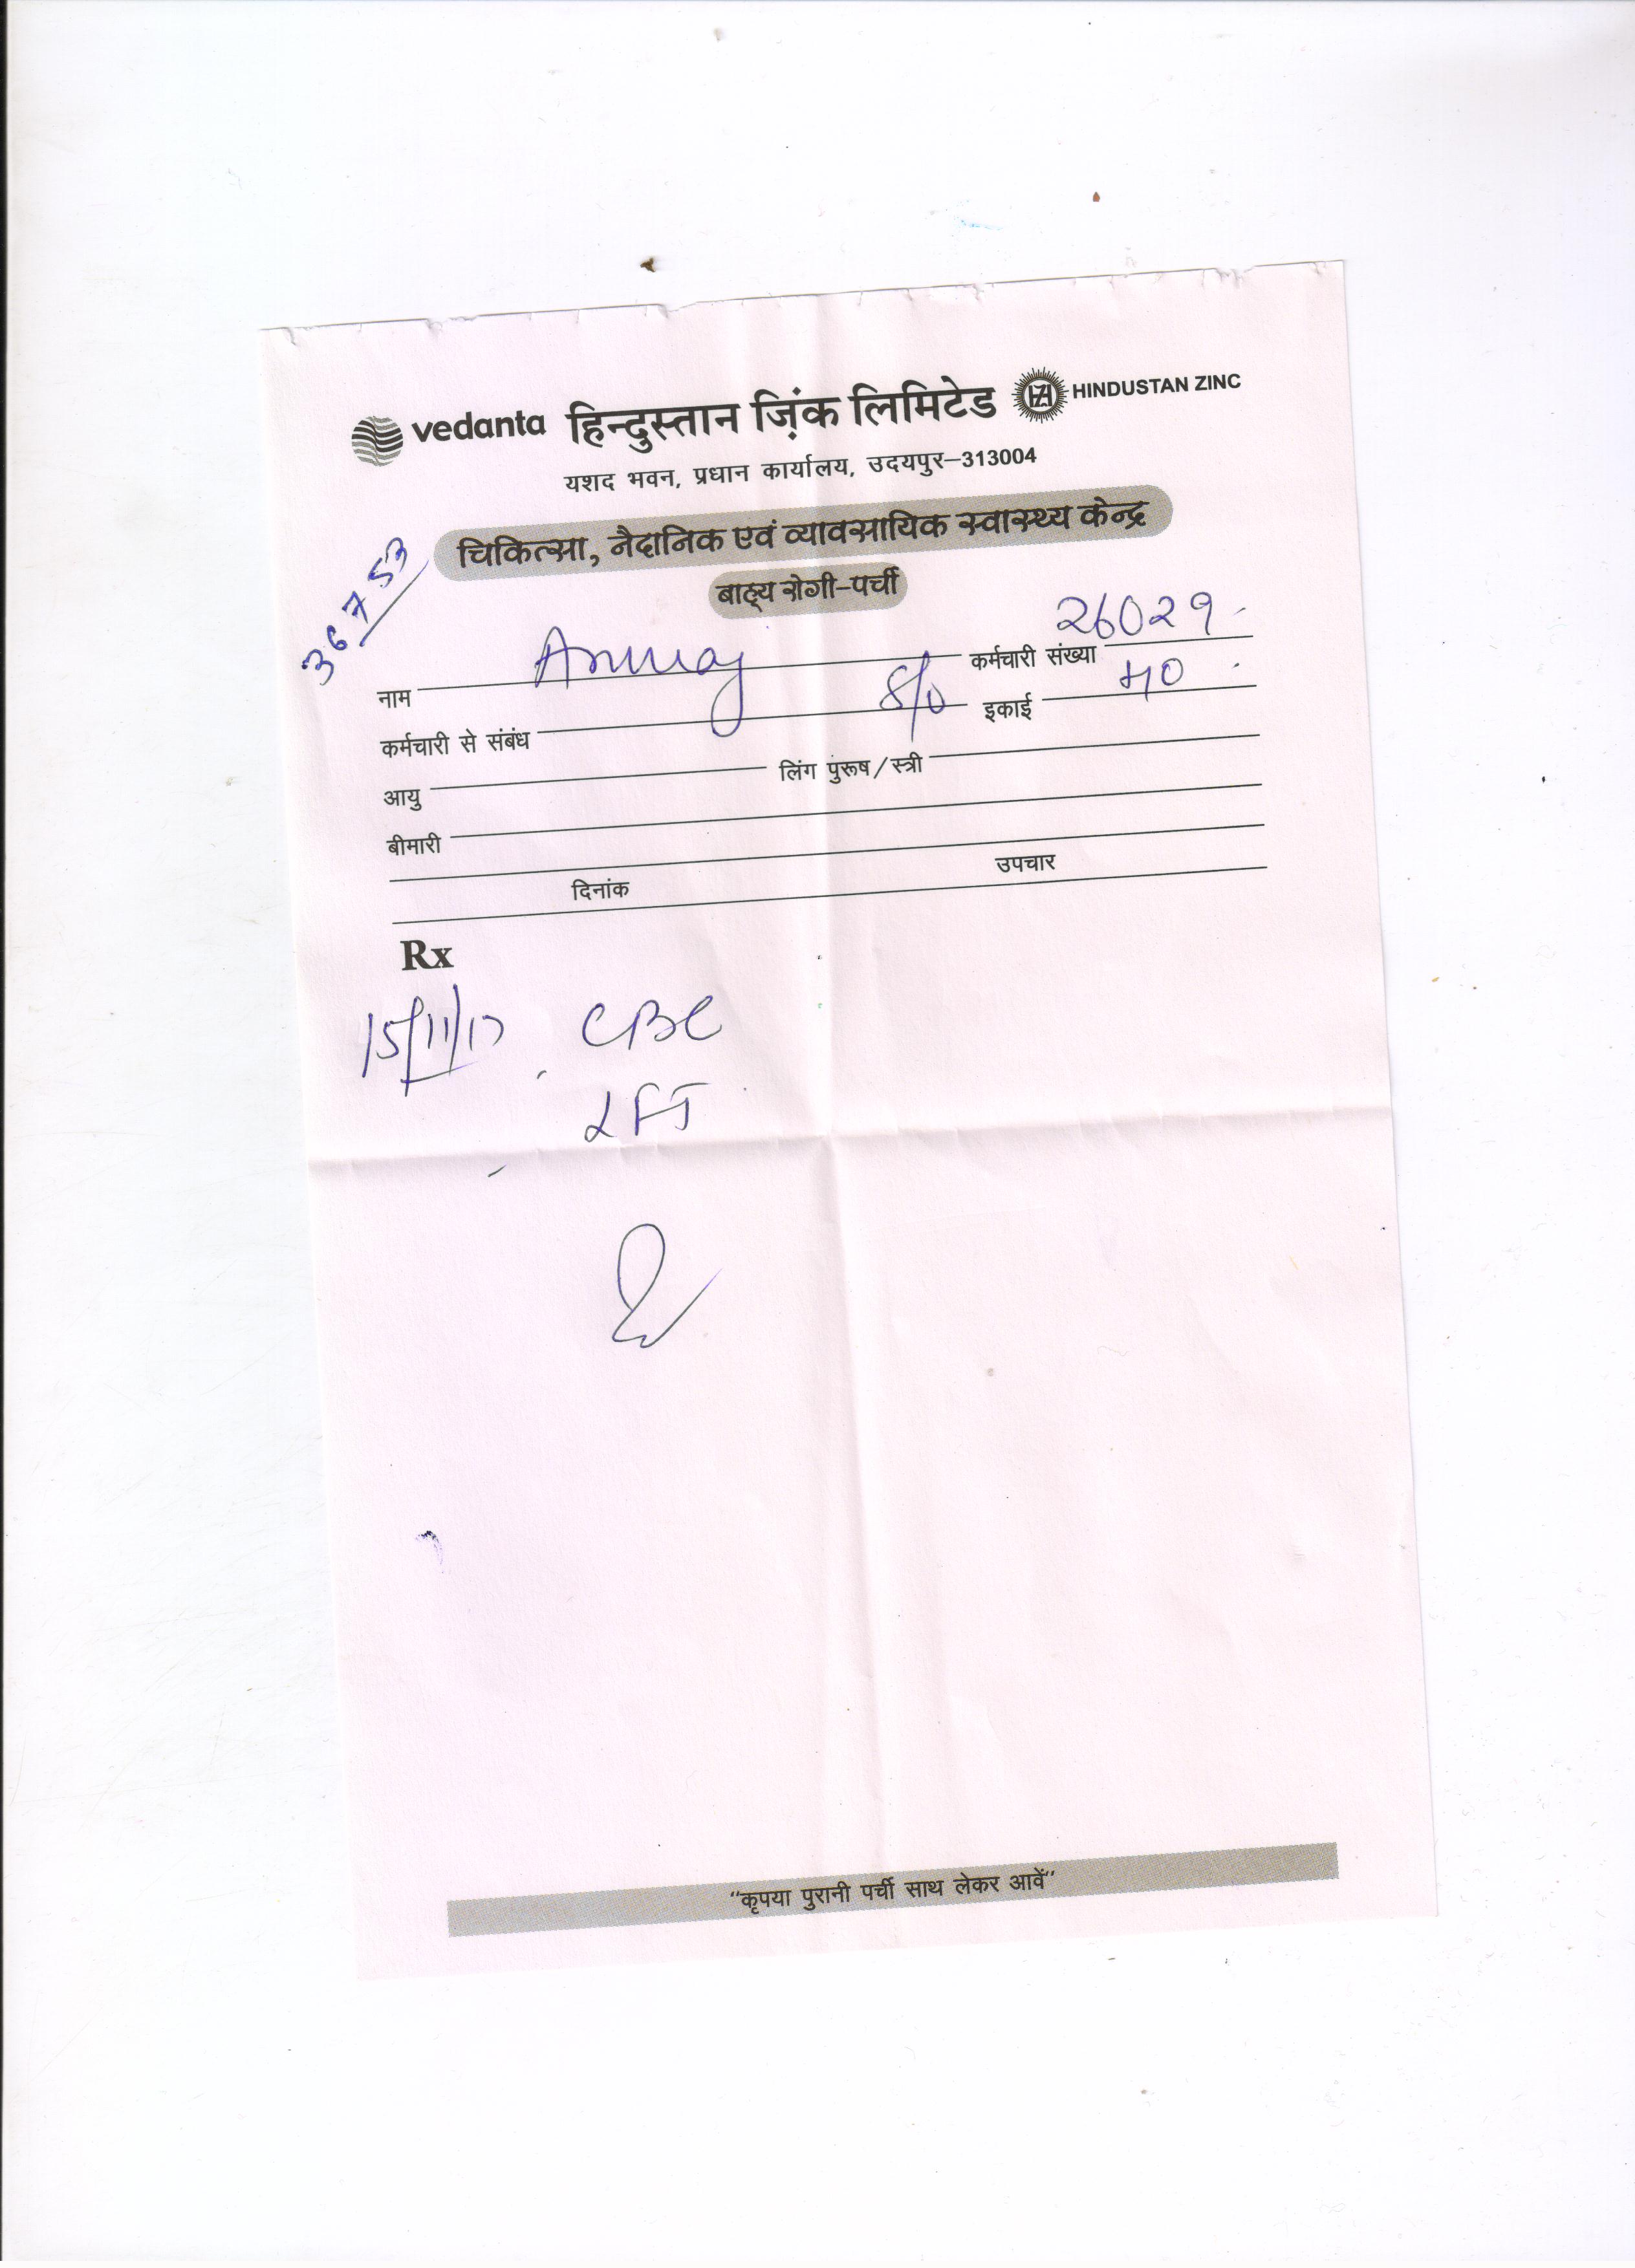 vedanta हिन्दुस्तान ज़िंक लिमिटेड HINDUSTAN ZINC
यशद भवन, प्रधान कार्यालय, उदयपुर–313004
चिकित्सा, नैदानिक एवं व्यावसायिक स्वास्थ्य केन्द्र
बाह्य रोगी-पर्ची
36753
नाम कर्मचारी संख्या 26029
कर्मचारी से संबंध S/o इकाई HO
आयु लिंग पुरूष/स्त्री
बीमारी
दिनांक उपचार
Rx
15/11/17 CBC
LFT
“कृपया पुरानी पर्ची साथ लेकर आवें”